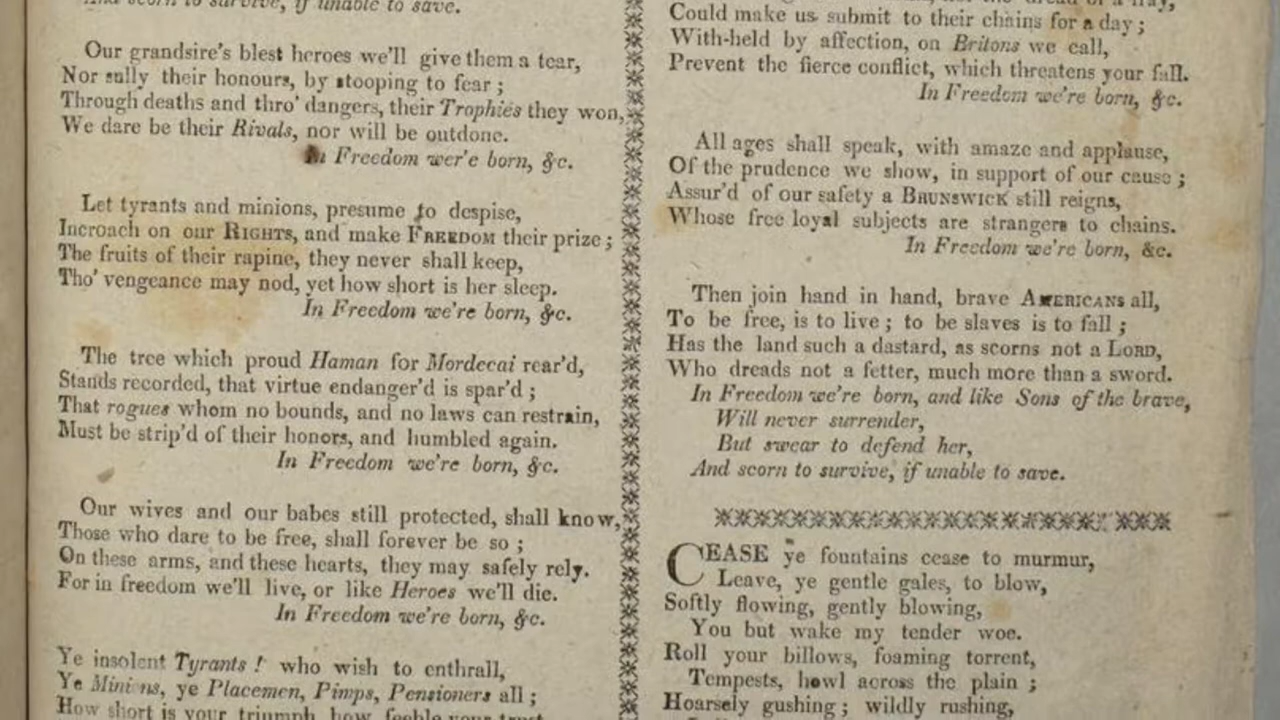 And scorn to survive, if unable to save.
Our grandsire's blest heroes we'll give them a tear,
Nor sully their honours, by stooping to fear ;
Through deaths and thro' dangers, their Trophies they won,
We dare be their Rivals, nor will be outdone.
In Freedom wer'e born, &c.
Let tyrants and minions, presume to despise,
Incroach on our RIGHTS, and make FREEDOM their prize ;
The fruits of their rapine, they never shall keep,
Tho' vengeance may nod, yet how short is her sleep.
In Freedom we're born, &c.
The tree which proud Haman for Mordecai rear'd,
Stands recorded, that virtue endanger'd is spar'd ;
That rogues whom no bounds, and no laws can restrain,
Must be strip'd of their honors, and humbled again.
In Freedom we're born, &c.
Our wives and our babes still protected, shall know,
Those who dare to be free, shall forever be so ;
On these arms, and these hearts, they may safely rely.
For in freedom we'll live, or like Heroes we'll die.
In Freedom we're born, &c.
Ye insolent Tyrants ! who wish to enthrall,
Ye Minions, ye Placemen, Pimps, Pensioners all ;
How short is your triumph, how feeble your trust
Could make us submit to their chains for a day ;
With-held by affection, on Britons we call,
Prevent the fierce conflict, which threatens your fall.
In Freedom we're born, &c.
All ages shall speak, with amaze and applause,
Of the prudence we show, in support of our cause ;
Assur'd of our safety a BRUNSWICK still reigns,
Whose free loyal subjects are strangers to chains.
In Freedom we're born, &c.
Then join hand in hand, brave AMERICANS all,
To be free, is to live ; to be slaves is to fall ;
Has the land such a dastard, as scorns not a LORD,
Who dreads not a fetter, much more than a sword.
In Freedom we're born, and like Sons of the brave,
Will never surrender,
But swear to defend her,
And scorn to survive, if unable to save.
CEASE ye fountains cease to murmur,
Leave, ye gentle gales, to blow,
Softly flowing, gently blowing,
You but wake my tender woe.
Roll your billows, foaming torrent,
Tempests, howl across the plain ;
Hoarsely gushing ; wildly rushing,